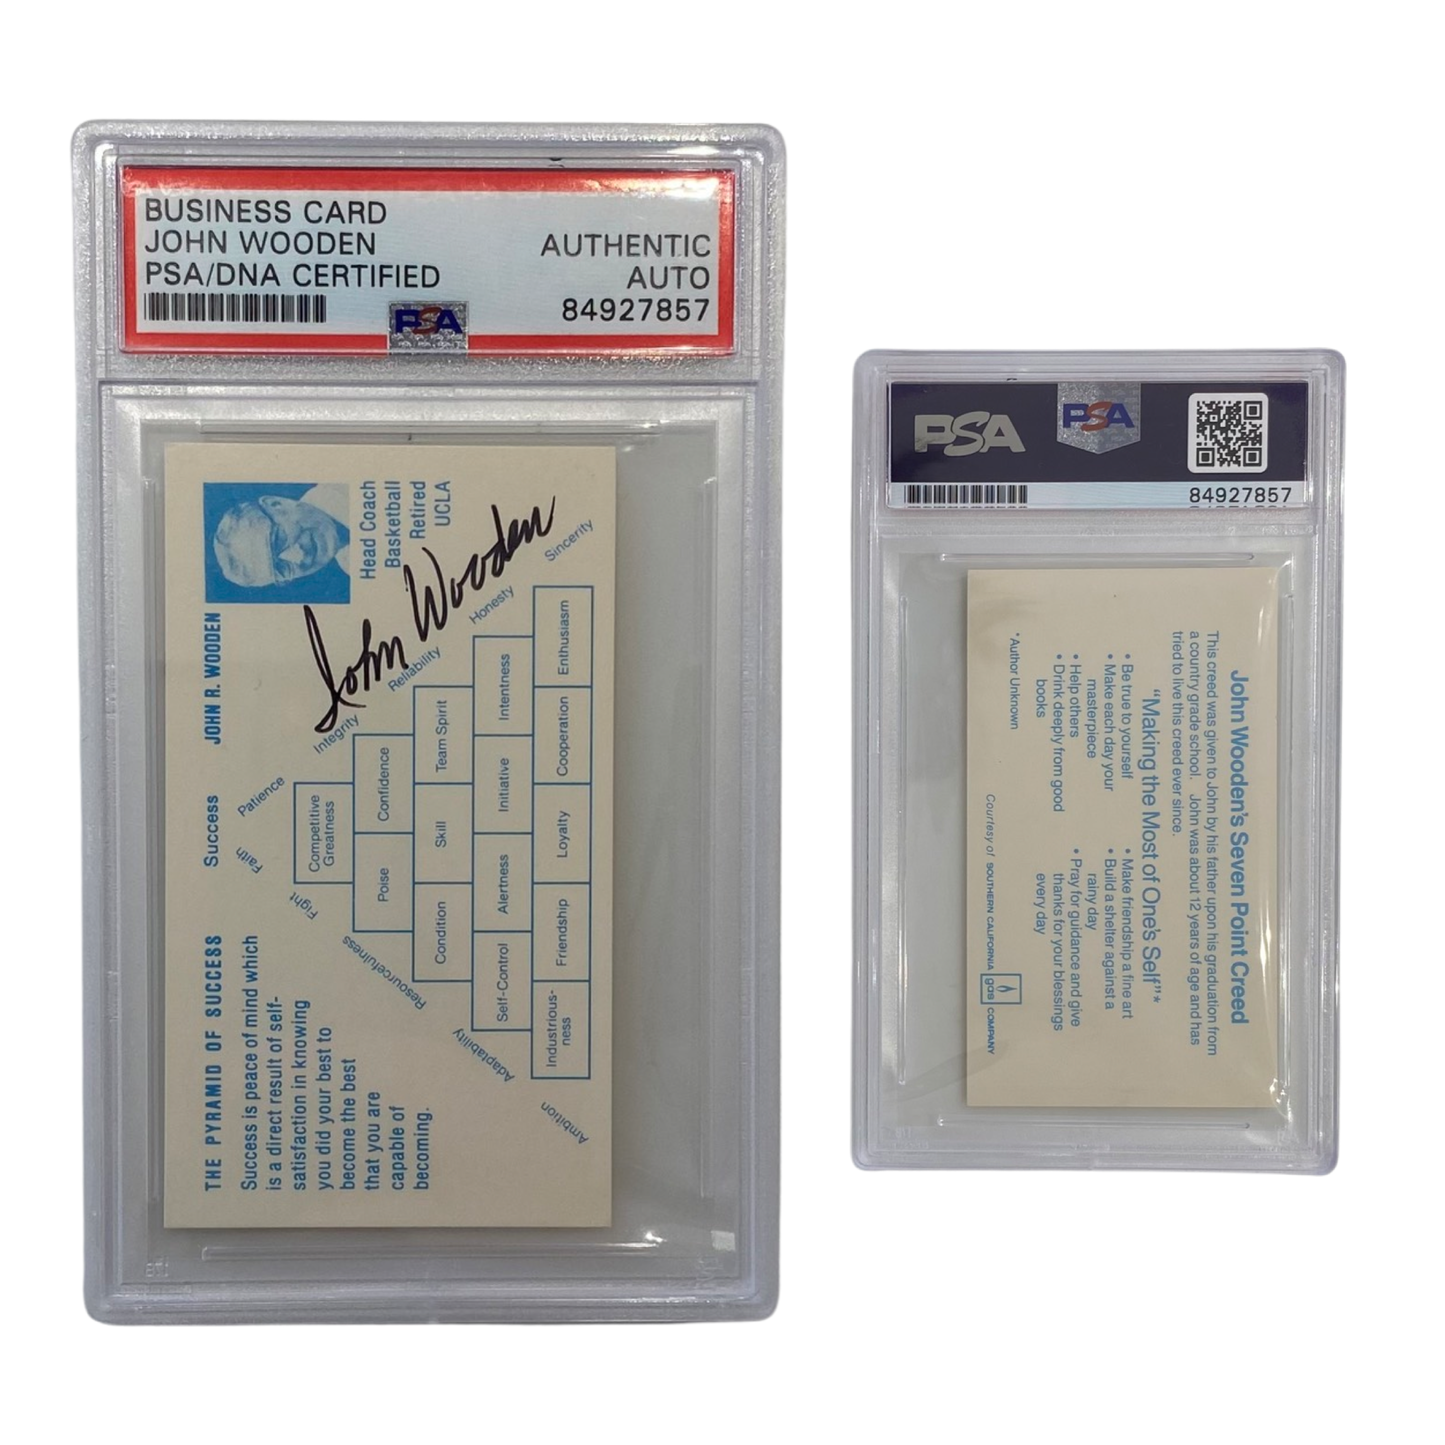 BUSINESS CARD
JOHN WOODEN
PSA/DNA CERTIFIED
AUTHENTIC
AUTO
84927857
PSA
THE PYRAMID OF SUCCESS
Success is peace of mind which
is a direct result of self-
satisfaction in knowing
you did your best to
become the best
that you are
capable of
becoming.
Success
JOHN R. WOODEN
Head Coach
Basketball
Retired
UCLA
John Wooden
Faith
Patience
Fight
Integrity
Resourcefulness
Reliability
Adaptability
Honesty
Ambition
Sincerity
Competitive
Greatness
Poise
Confidence
Condition
Skill
Team Spirit
Self-Control
Alertness
Initiative
Intentness
Industrious-
ness
Friendship
Loyalty
Cooperation
Enthusiasm
PSA
PSA
84927857
John Wooden's Seven Point Creed
This creed was given to John by his father upon his graduation from
a country grade school. John was about 12 years of age and has
tried to live this creed ever since.
"Making the Most of One's Self"*
• Be true to yourself
• Make each day your
masterpiece
• Help others
• Drink deeply from good
books
• Make friendship a fine art
• Build a shelter against a
rainy day
• Pray for guidance and give
thanks for your blessings
every day
*Author Unknown
Courtesy of SOUTHERN CALIFORNIA gas COMPANY